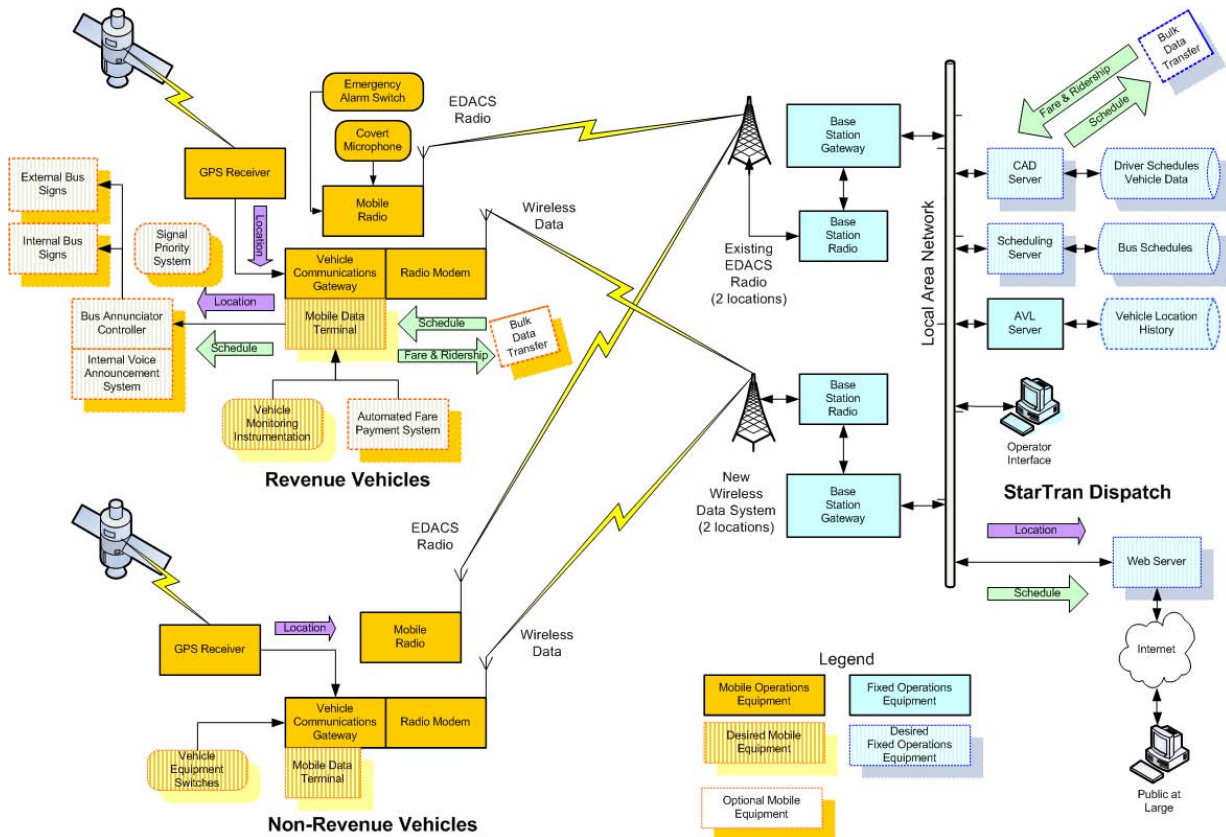 Emergency
Alarm Switch
Covert
Microphone
EDACS
Radio
GPS Receiver
Mobile
Radio
External Bus
Signs
Internal Bus
Signs
Signal
Priority
System
Location
Wireless
Data
Vehicle
Communications
Gateway
Radio Modem
Location
Bus Annunciator
Controller
Mobile Data
Terminal
Schedule
Fare & Ridership
Bulk
Data
Transfer
Schedule
Internal Voice
Announcement
System
Vehicle
Monitoring
Instrumentation
Automated Fare
Payment System
Revenue Vehicles
Existing
EDACS
Radio
(2 locations)
Base
Station
Gateway
Base
Station
Radio
Local Area Network
Bulk
Data
Transfer
Fare & Ridership
Schedule
CAD
Server
Driver Schedules
Vehicle Data
Scheduling
Server
Bus Schedules
AVL
Server
Vehicle Location
History
Operator
Interface
StarTran Dispatch
New
Wireless
Data System
(2 locations)
Base
Station
Radio
Base
Station
Gateway
Location
Schedule
Web Server
Internet
Public at
Large
EDACS
Radio
GPS Receiver
Location
Mobile
Radio
Wireless
Data
Vehicle
Communications
Gateway
Radio Modem
Vehicle
Equipment
Switches
Mobile Data
Terminal
Non-Revenue Vehicles
Legend
Mobile Operations
Equipment
Fixed Operations
Equipment
Desired Mobile
Equipment
Desired
Fixed Operations
Equipment
Optional Mobile
Equipment